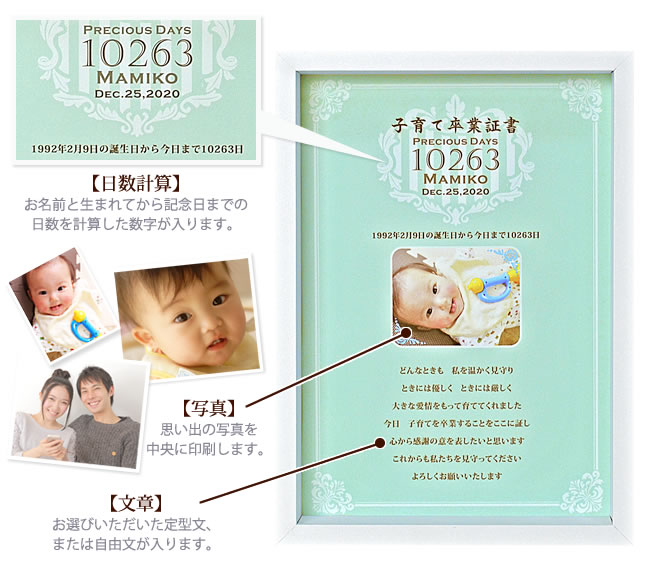 PRECIOUS DAYS
10263
MAMIKO
DEC.25,2020
1992年2月9日の誕生日から今日まで10263日
【日数計算】
お名前と生まれてから記念日までの
日数を計算した数字が入ります。
【写真】
思い出の写真を
中央に印刷します。
【文章】
お選びいただいた定型文、
または自由文が入ります。
子育て卒業証書
PRECIOUS DAYS
10263
MAMIKO
DEC.25,2020
1992年2月9日の誕生日から今日まで10263日
どんなときも 私を温かく見守り
ときには優しく ときには厳しく
大きな愛情をもって育ててくれました
今日 子育てを卒業することをここに証し
心から感謝の意を表したいと思います
これからも私たちを見守ってください
よろしくお願いいたします